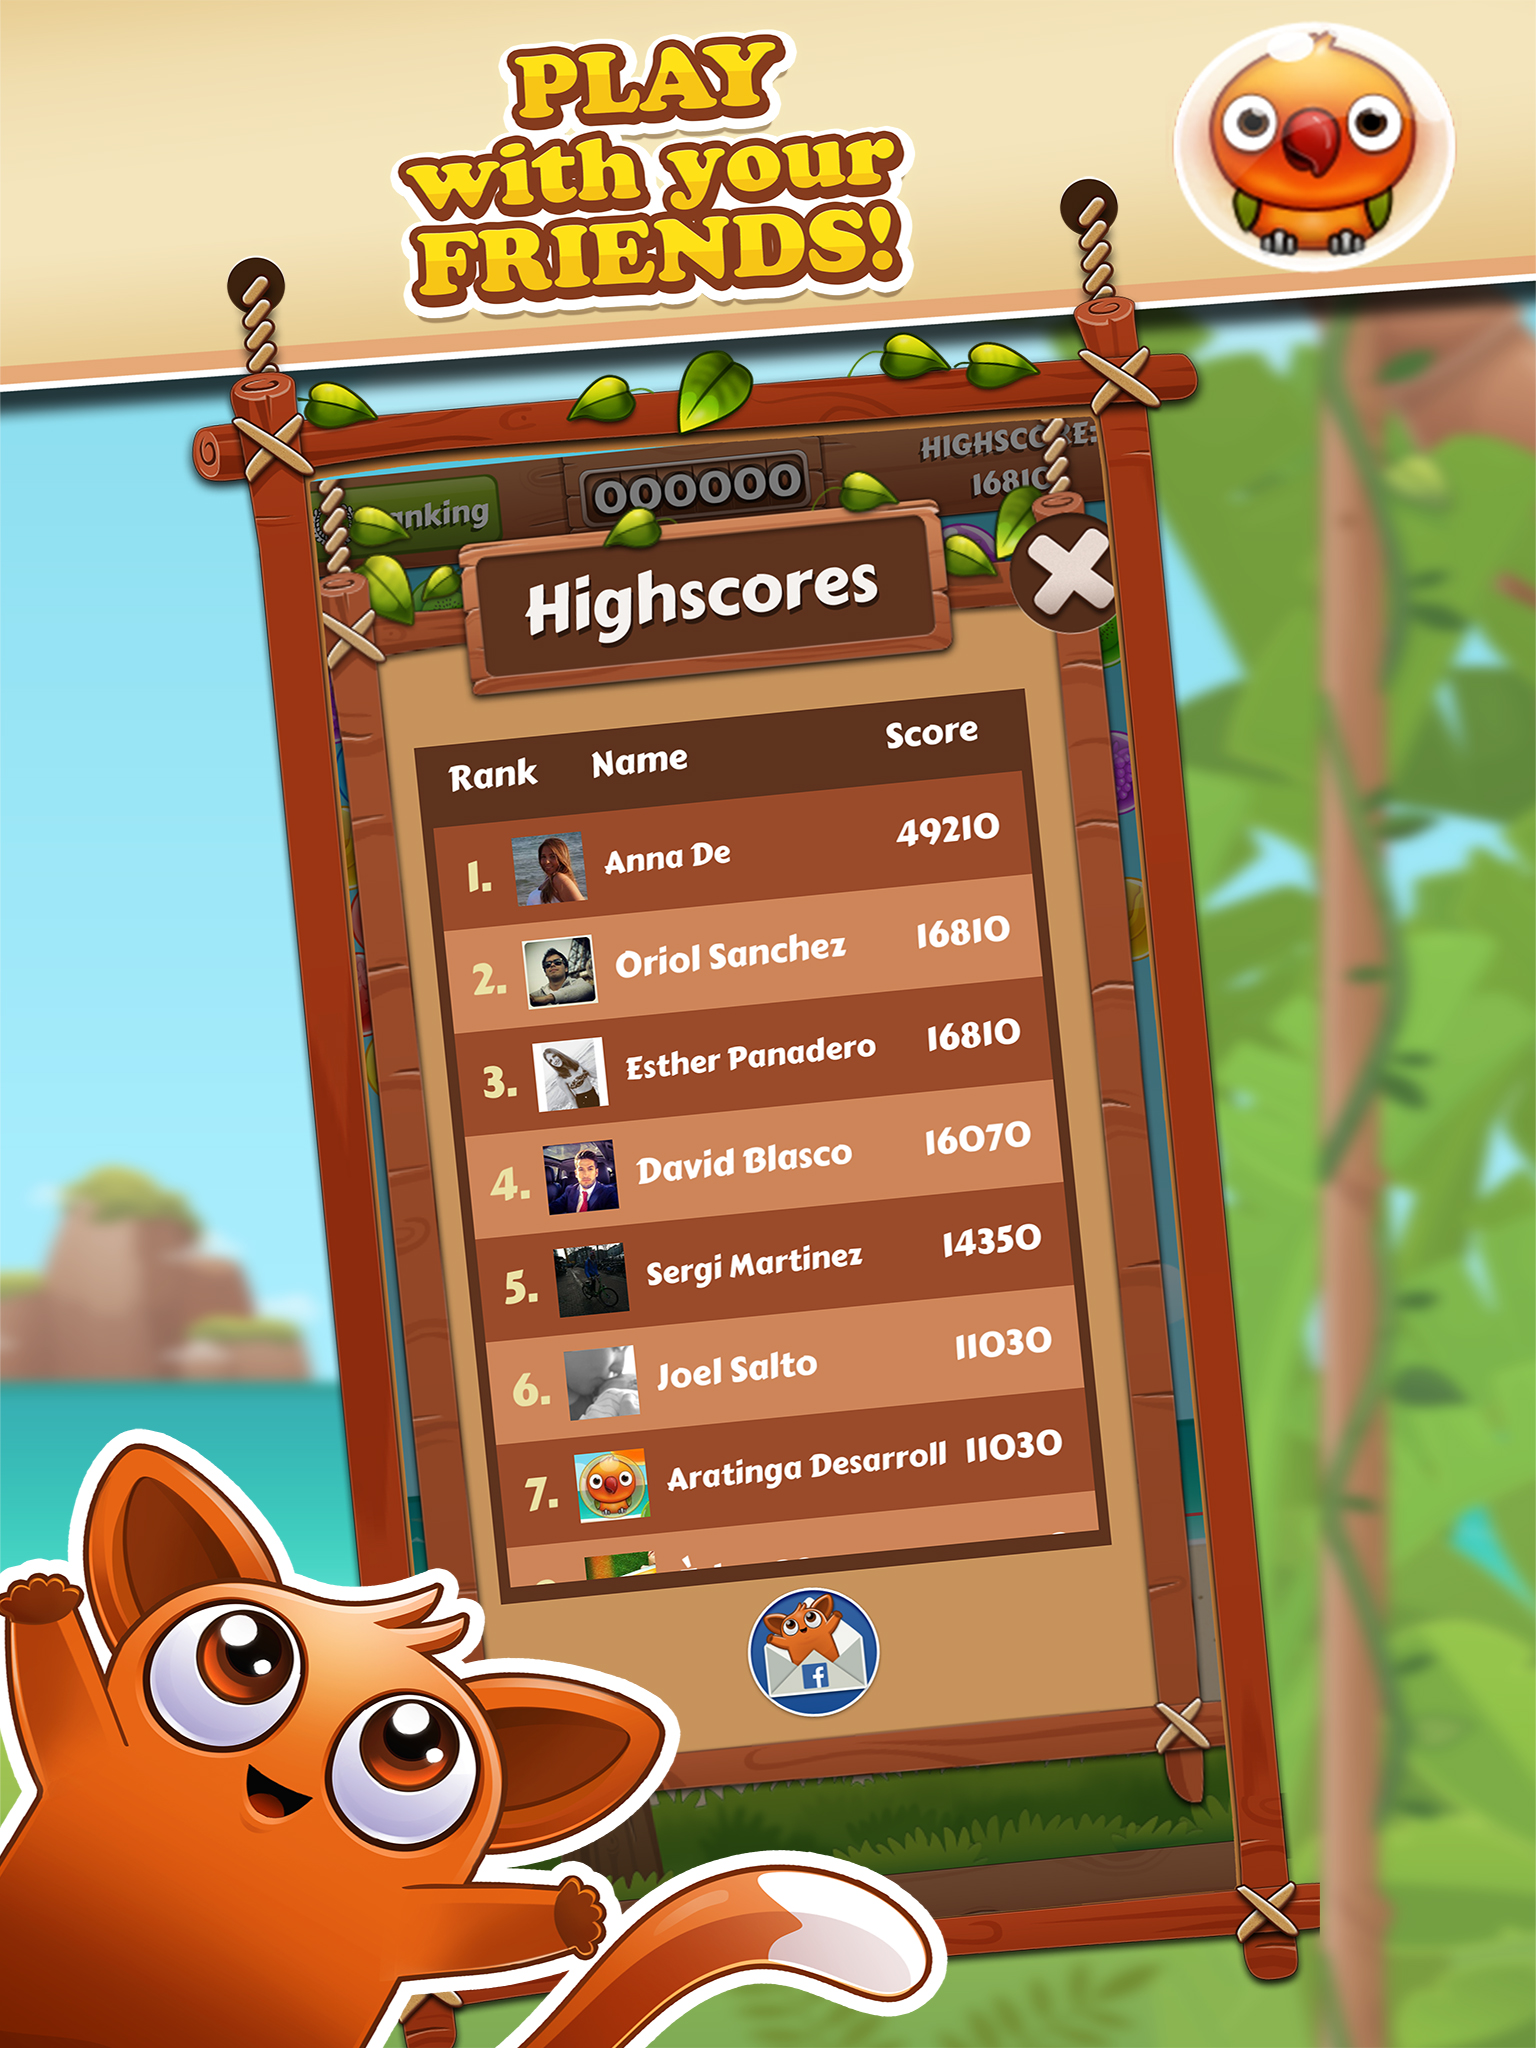 PLAY
with your
FRIENDS!
000000
HIGHSCORE:
16810
Highscores
Rank Name Score
1. Anna De 49210
2. Oriol Sanchez 16810
3. Esther Panadero 16810
4. David Blasco 16070
5. Sergi Martinez 14350
6. Joel Salto 11030
7. Aratinga Desarroll 11030
f